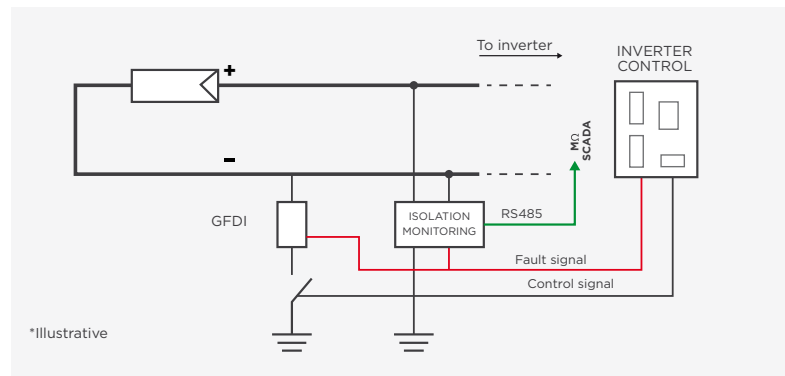 To inverter
INVERTER
CONTROL
+
-
MΩ
SCADA
GFDI
ISOLATION
MONITORING
RS485
Fault signal
Control signal
*Illustrative